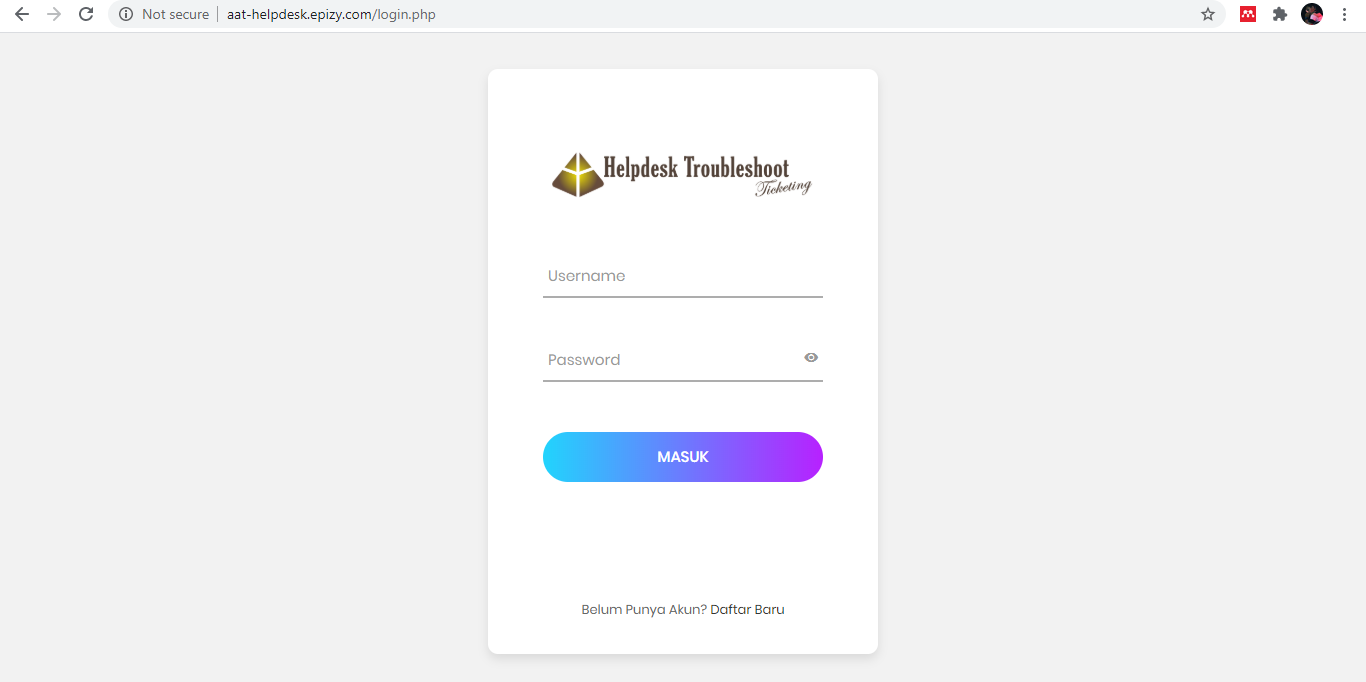 Not secure | aat-helpdesk.epizy.com/login.php
Helpdesk Troubleshoot
Ticketing
Username
Password
MASUK
Belum Punya Akun? Daftar Baru